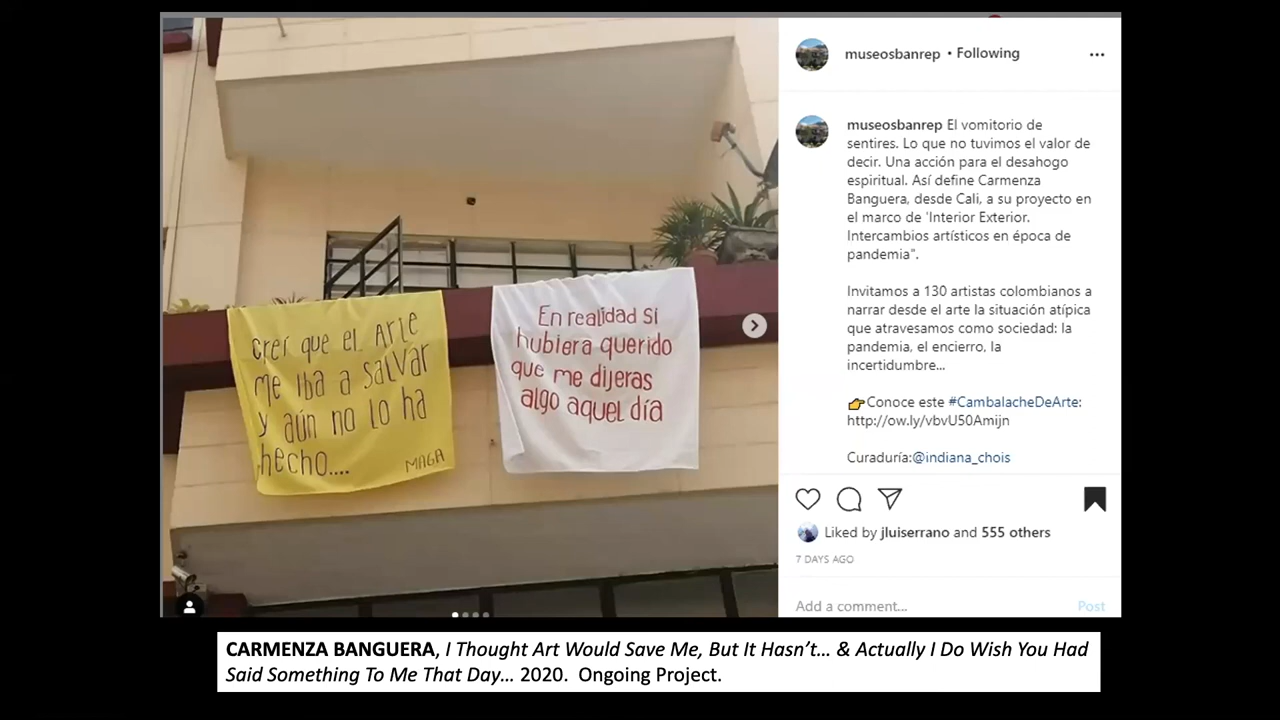 crer que el Arte
me iba a salvar
y aún no lo ha
hecho....
MAGA
En realidad si
hubiera querido
que me dijeras
algo aquel día
museosbanrep • Following
museosbanrep El vomitorio de
sentires. Lo que no tuvimos el valor de
decir. Una acción para el desahogo
espiritual. Así define Carmenza
Banguera, desde Cali, a su proyecto en
el marco de 'Interior Exterior.
Intercambios artísticos en época de
pandemia".
Invitamos a 130 artistas colombianos a
narrar desde el arte la situación atípica
que atravesamos como sociedad: la
pandemia, el encierro, la
incertidumbre...
👉Conoce este #CambalacheDeArte:
http://ow.ly/vbvU50Amijn
Curaduría:@indiana_chois
Liked by jluiserrano and 555 others
7 DAYS AGO
Add a comment... Post
CARMENZA BANGUERA, I Thought Art Would Save Me, But It Hasn't... & Actually I Do Wish You Had
Said Something To Me That Day... 2020. Ongoing Project.